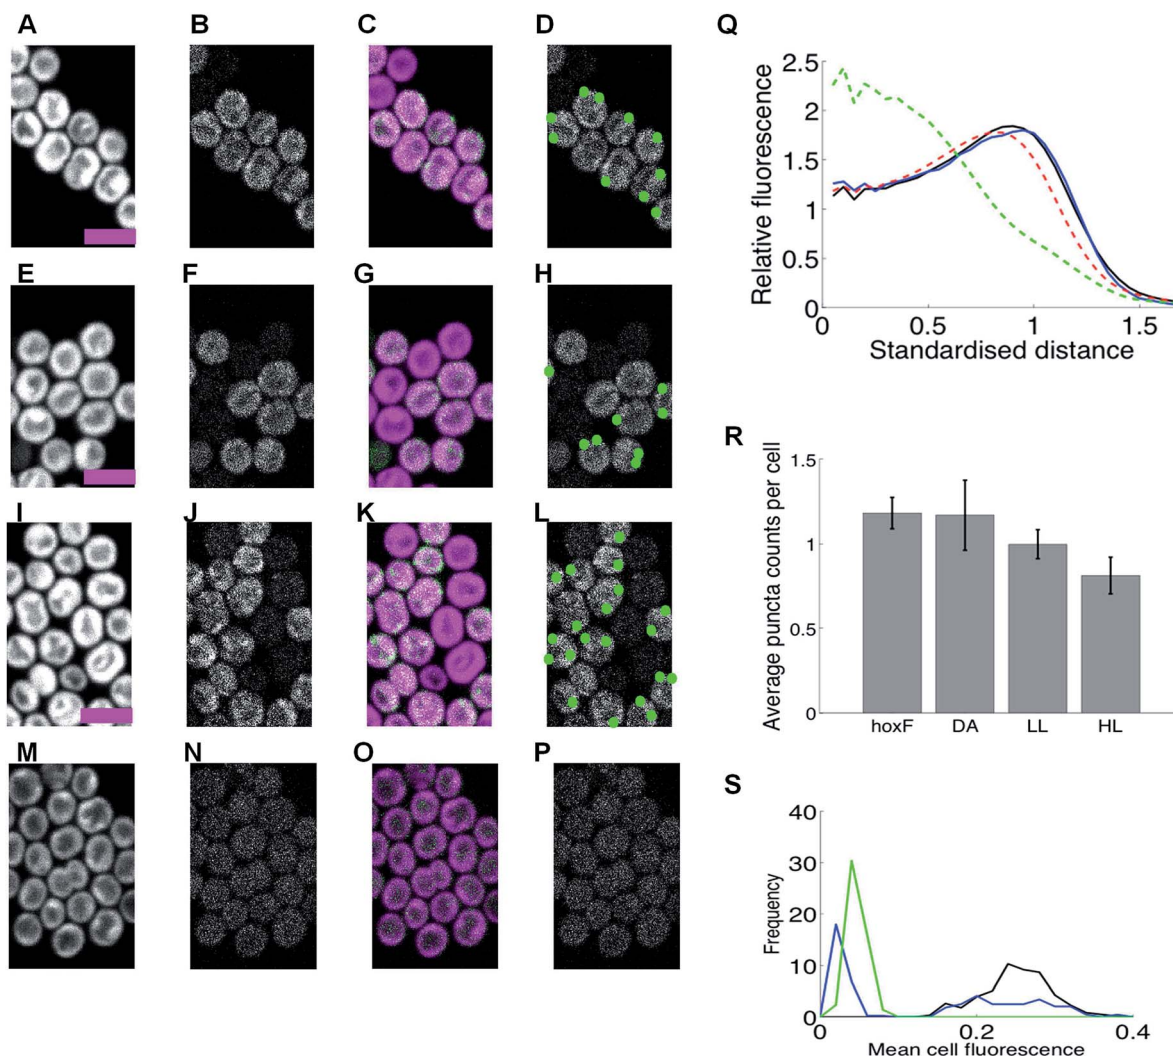 A
B
C
D
E
F
G
H
I
J
K
L
M
N
O
P
Q
2.5
2
1.5
1
0.5
0
Relative fluorescence
0
0.5
1
1.5
Standardised distance
R
1.5
1
0.5
0
Average puncta counts per cell
hoxF
DA
LL
HL
S
40
30
20
10
0
Frequency
0
0.2
0.4
Mean cell fluorescence